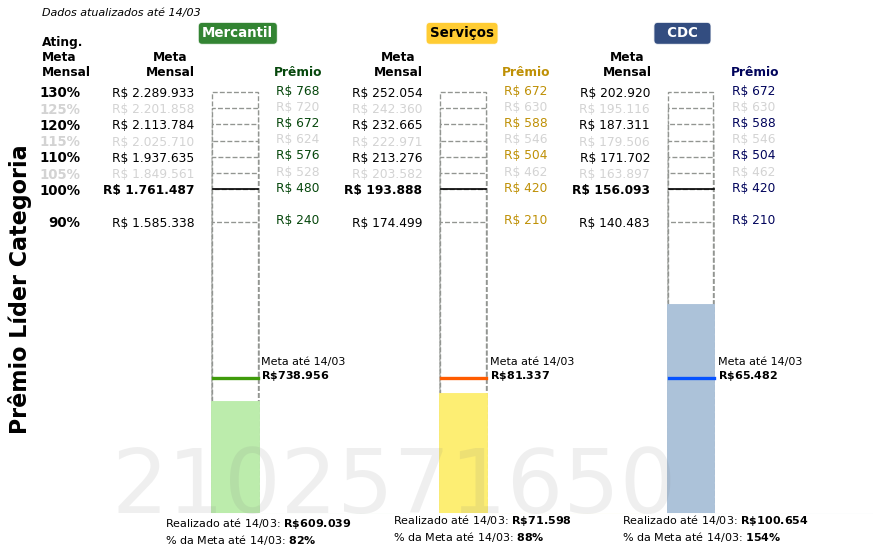 Dados atualizados até 14/03
Mercantil Serviços CDC
Ating. Meta Mensal
Meta Mensal Prêmio Meta Mensal Prêmio Meta Mensal Prêmio
130% R$ 2.289.933 R$ 768 R$ 252.054 R$ 672 R$ 202.920 R$ 672
125% R$ 2.201.858 R$ 720 R$ 242.360 R$ 630 R$ 195.116 R$ 630
120% R$ 2.113.784 R$ 672 R$ 232.665 R$ 588 R$ 187.311 R$ 588
115% R$ 2.025.710 R$ 624 R$ 222.971 R$ 546 R$ 179.506 R$ 546
110% R$ 1.937.635 R$ 576 R$ 213.276 R$ 504 R$ 171.702 R$ 504
105% R$ 1.849.561 R$ 528 R$ 203.582 R$ 462 R$ 163.897 R$ 462
100% R$ 1.761.487 R$ 480 R$ 193.888 R$ 420 R$ 156.093 R$ 420
90% R$ 1.585.338 R$ 240 R$ 174.499 R$ 210 R$ 140.483 R$ 210
Prêmio Líder Categoria
Meta até 14/03 Meta até 14/03 Meta até 14/03
R$738.956 R$81.337 R$65.482
2102571650
Realizado até 14/03: R$609.039 Realizado até 14/03: R$71.598 Realizado até 14/03: R$100.654
% da Meta até 14/03: 82% % da Meta até 14/03: 88% % da Meta até 14/03: 154%